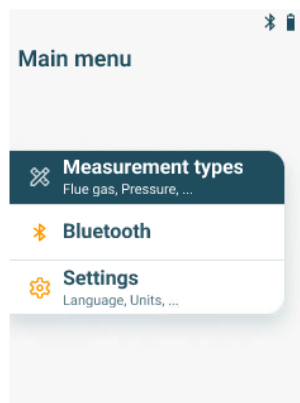 Main menu
Measurement types
Flue gas, Pressure, ...
Bluetooth
Settings
Language, Units, ...